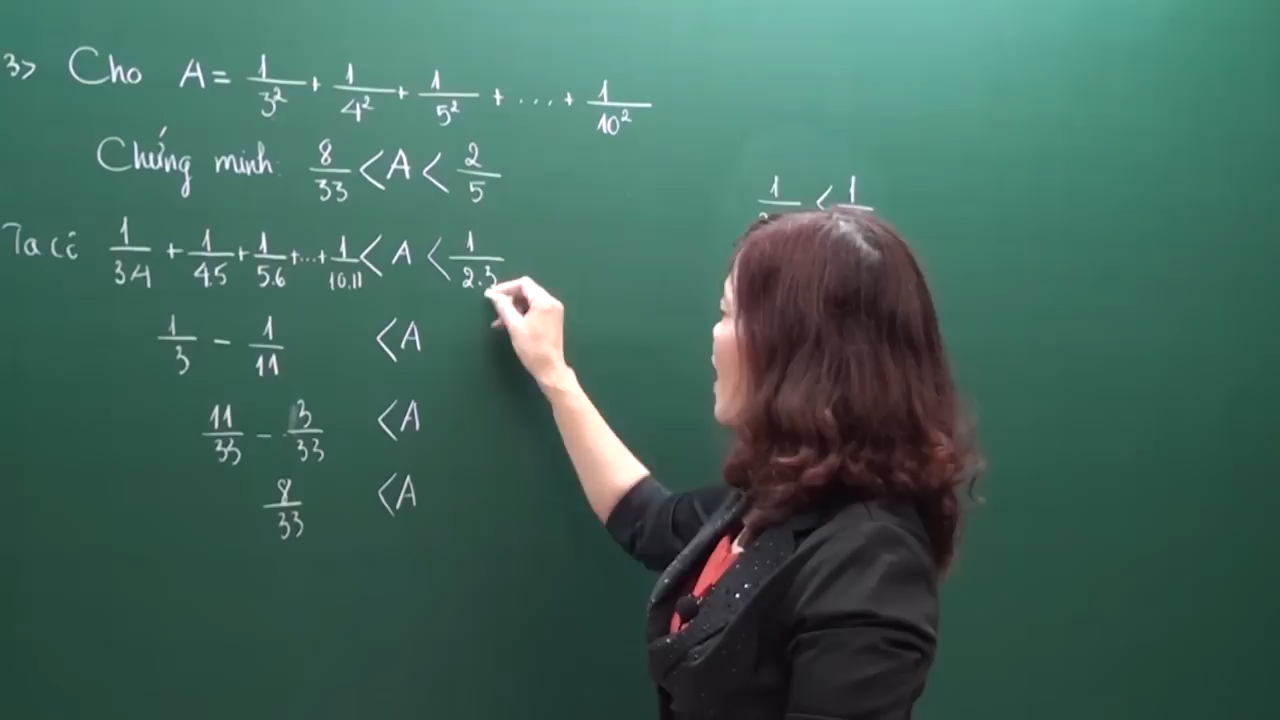 3> Cho A = 1/3² + 1/4² + 1/5² + .... + 1/10²
Chứng minh: 8/33 < A < 2/5
Ta có 1/3.4 + 1/4.5 + 1/5.6 + ... + 1/10.11 < A < 1/2.3
1/3 - 1/11 < A
11/33 - 3/33 < A
8/33 < A
1/ < 1/